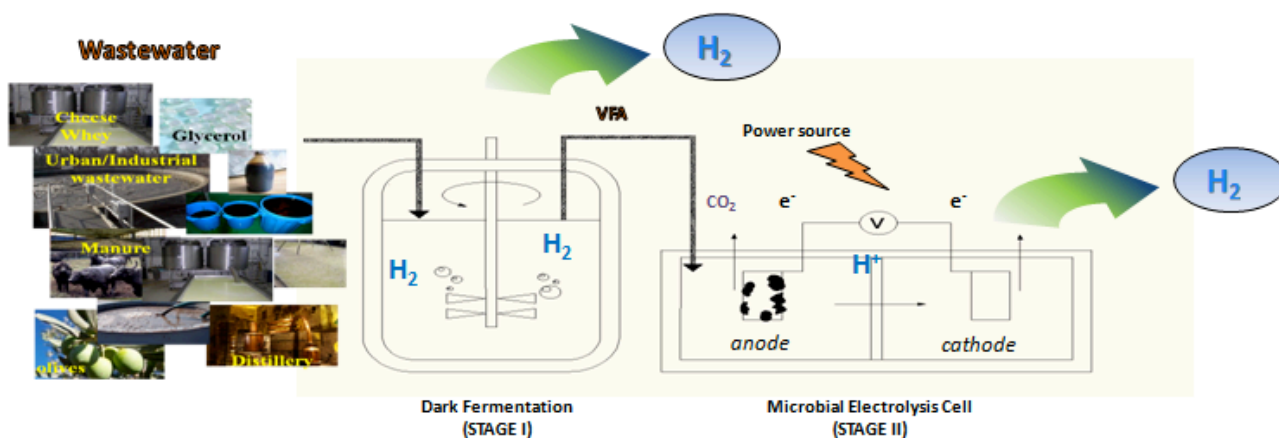 Wastewater
Cheese
Whey
Glycerol
Urban/Industrial
wastewater
Manure
olives
Distillery
H₂
VFA
H₂
H₂
Dark Fermentation
(STAGE I)
Power source
CO₂
e⁻
e⁻
V
H⁺
anode
cathode
H₂
Microbial Electrolysis Cell
(STAGE II)